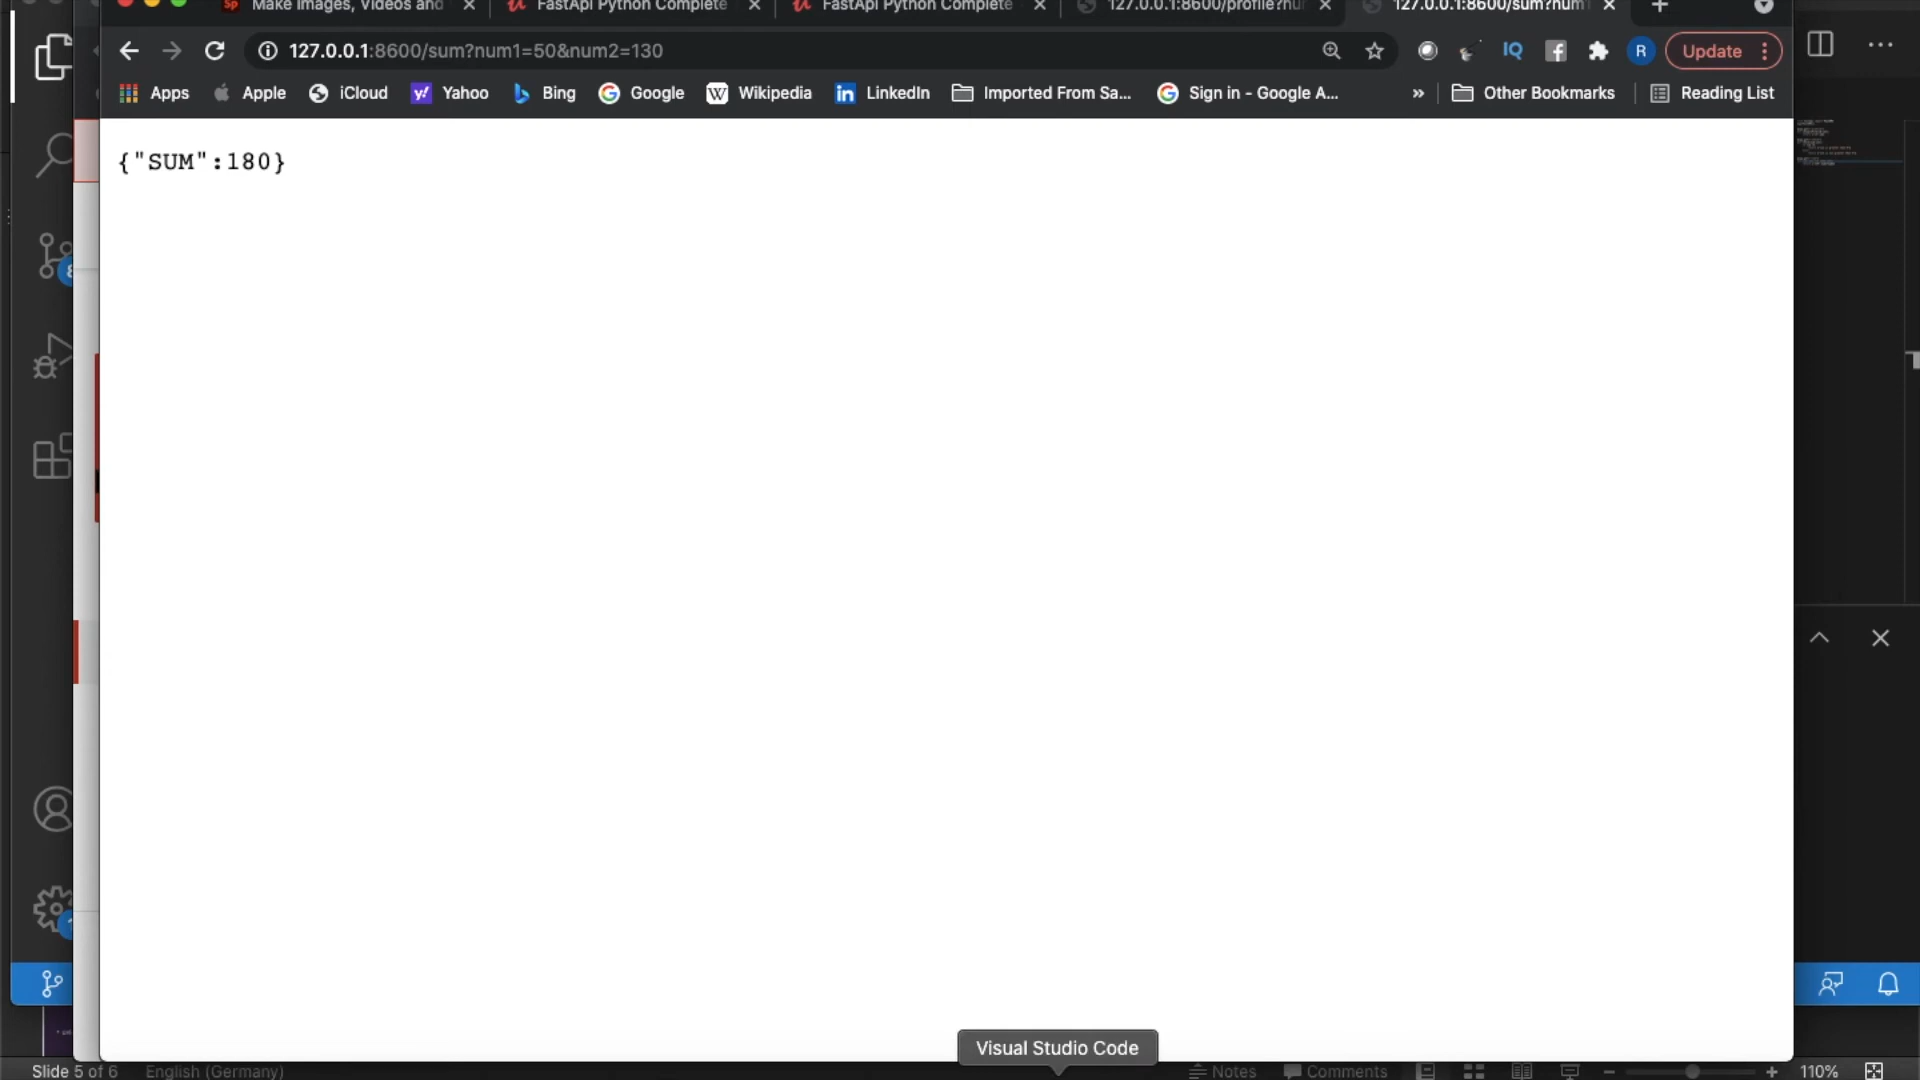 Make Images, Videos and
FastApi Python Complete
FastApi Python Complete
127.0.0.1:8600/profile?nu
127.0.0.1:8600/sum?num1
127.0.0.1:8600/sum?num1=50&num2=130
IQ
R
Update
Apps
Apple
iCloud
Yahoo
Bing
Google
Wikipedia
LinkedIn
Imported From Sa...
Sign in - Google A...
Other Bookmarks
Reading List
{"SUM":180}
Visual Studio Code
Slide 5 of 6
English (Germany)
Notes
Comments
110%